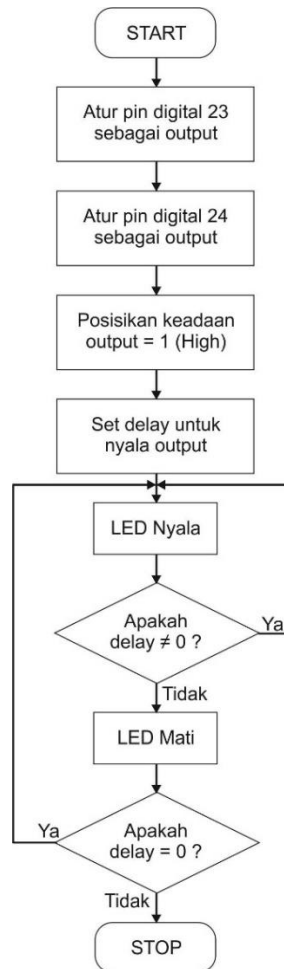 START
Atur pin digital 23
sebagai output
Atur pin digital 24
sebagai output
Posisikan keadaan
output = 1 (High)
Set delay untuk
nyala output
LED Nyala
Apakah
delay ≠ 0 ?
Ya
Tidak
LED Mati
Ya
Apakah
delay = 0 ?
Tidak
STOP